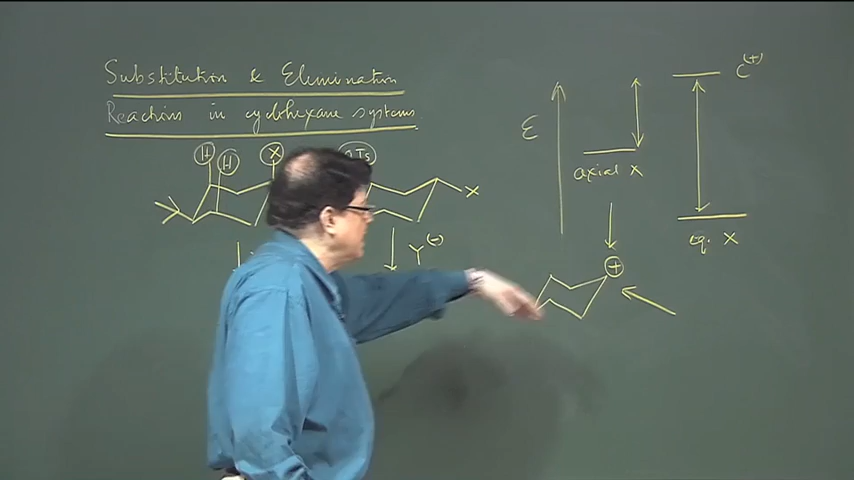 Substitution & Elimination
Reaction in cyclohexane systems.
H H X OTs
X
Y(-)
E
C(+)
axial X
eq. X
+